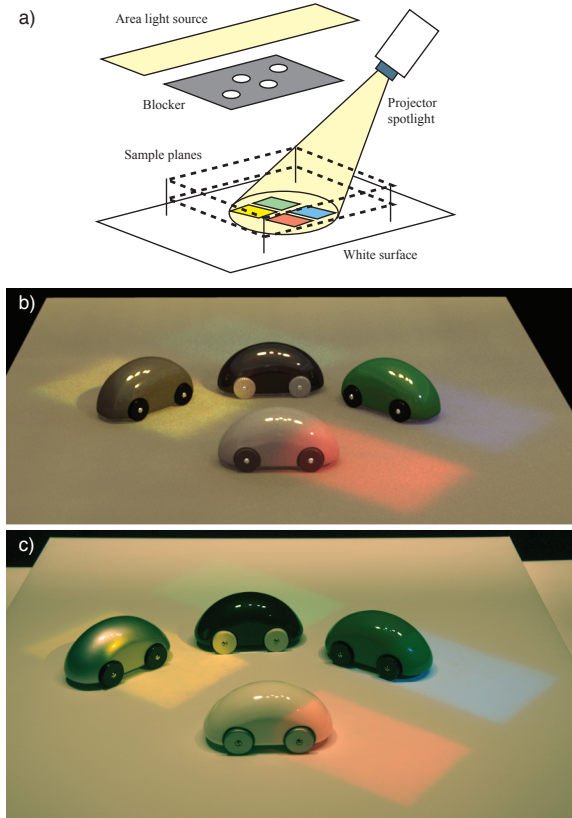 a)
Area light source
Blocker
Projector
spotlight
Sample planes
White surface
b)
c)